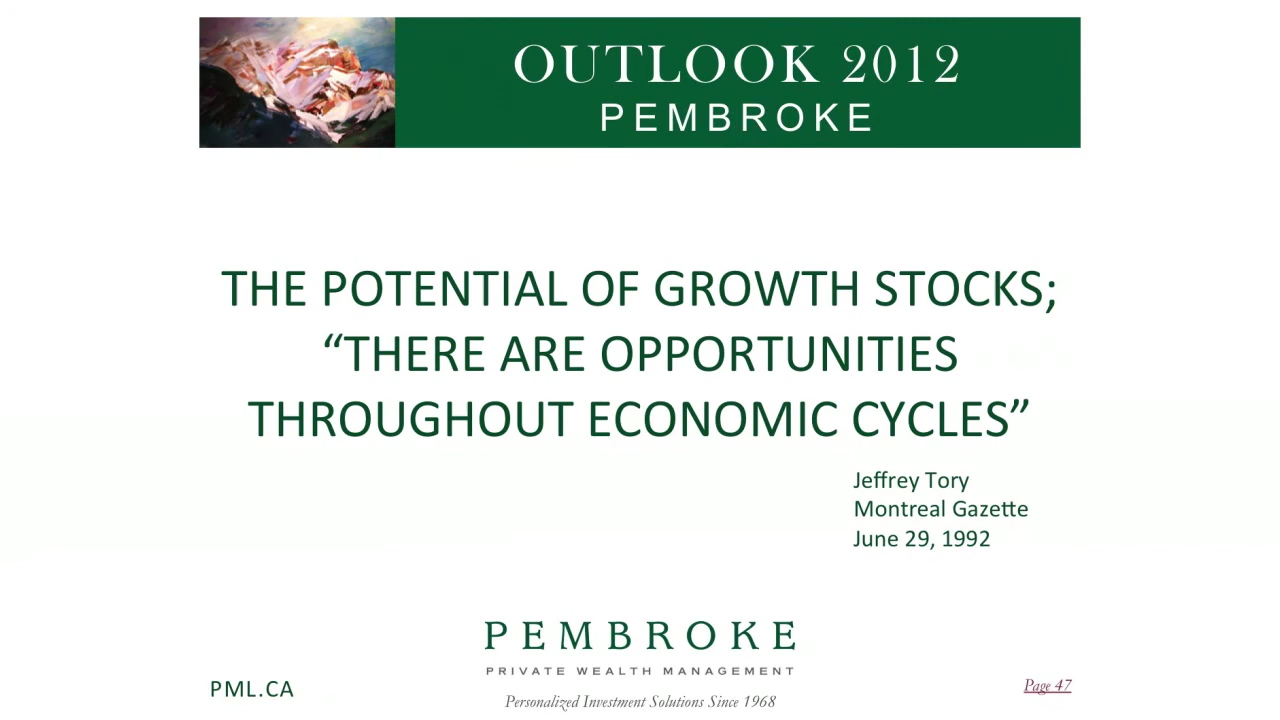 OUTLOOK 2012
PEMBROKE
THE POTENTIAL OF GROWTH STOCKS;
“THERE ARE OPPORTUNITIES
THROUGHOUT ECONOMIC CYCLES”
Jeffrey Tory
Montreal Gazette
June 29, 1992
PEMBROKE
PRIVATE WEALTH MANAGEMENT
PML.CA
Personalized Investment Solutions Since 1968
Page 47